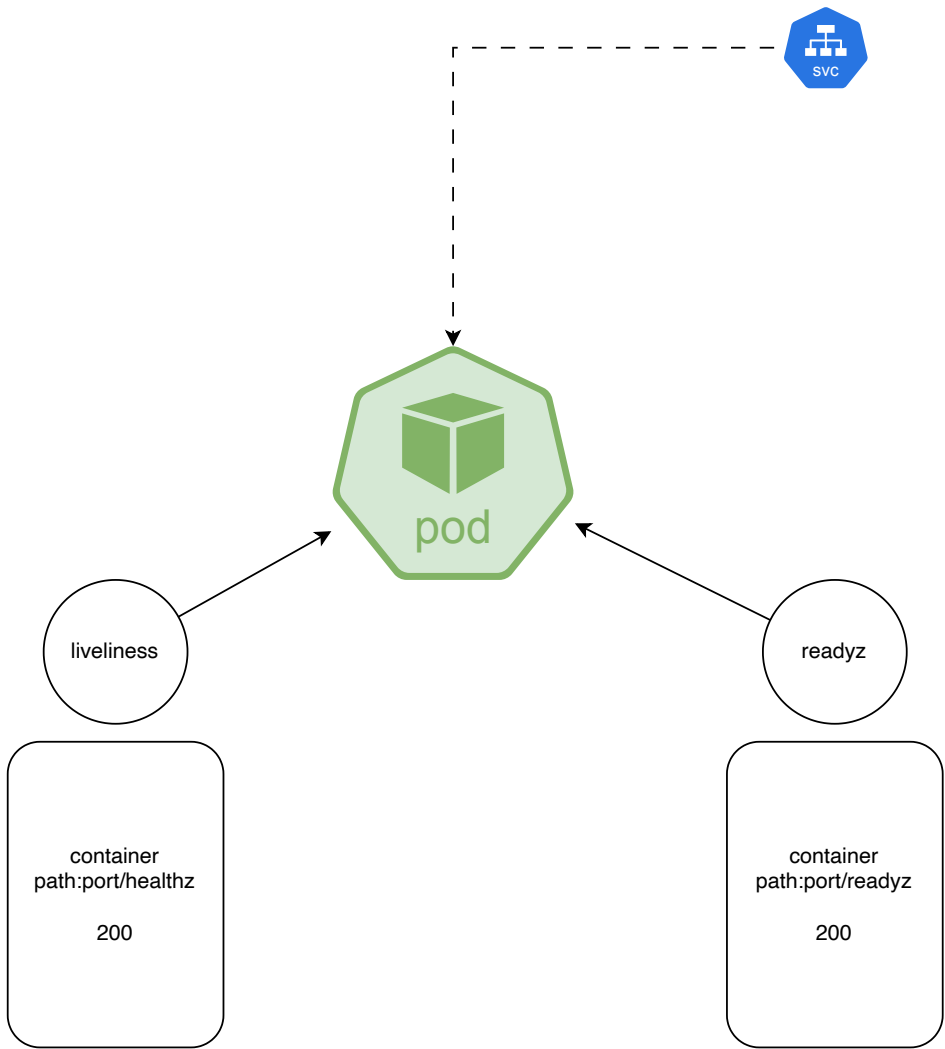 svc
pod
liveliness
readyz
container
path:port/healthz
200
container
path:port/readyz
200